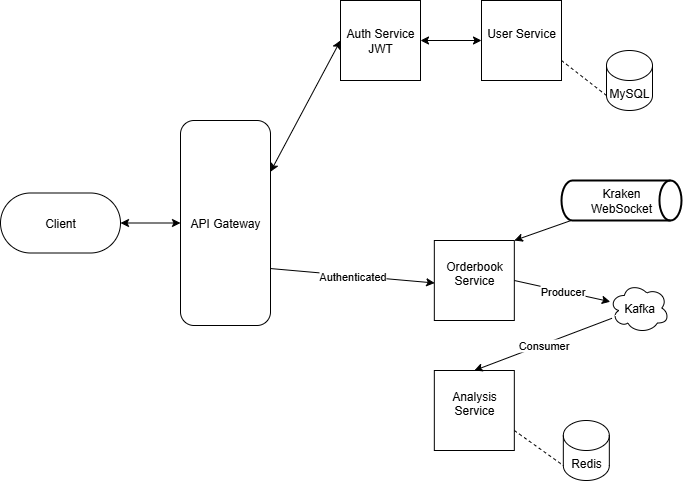 Auth Service
JWT
User Service
MySQL
Client
API Gateway
Kraken
WebSocket
Orderbook
Service
Authenticated
Producer
Kafka
Consumer
Analysis
Service
Redis